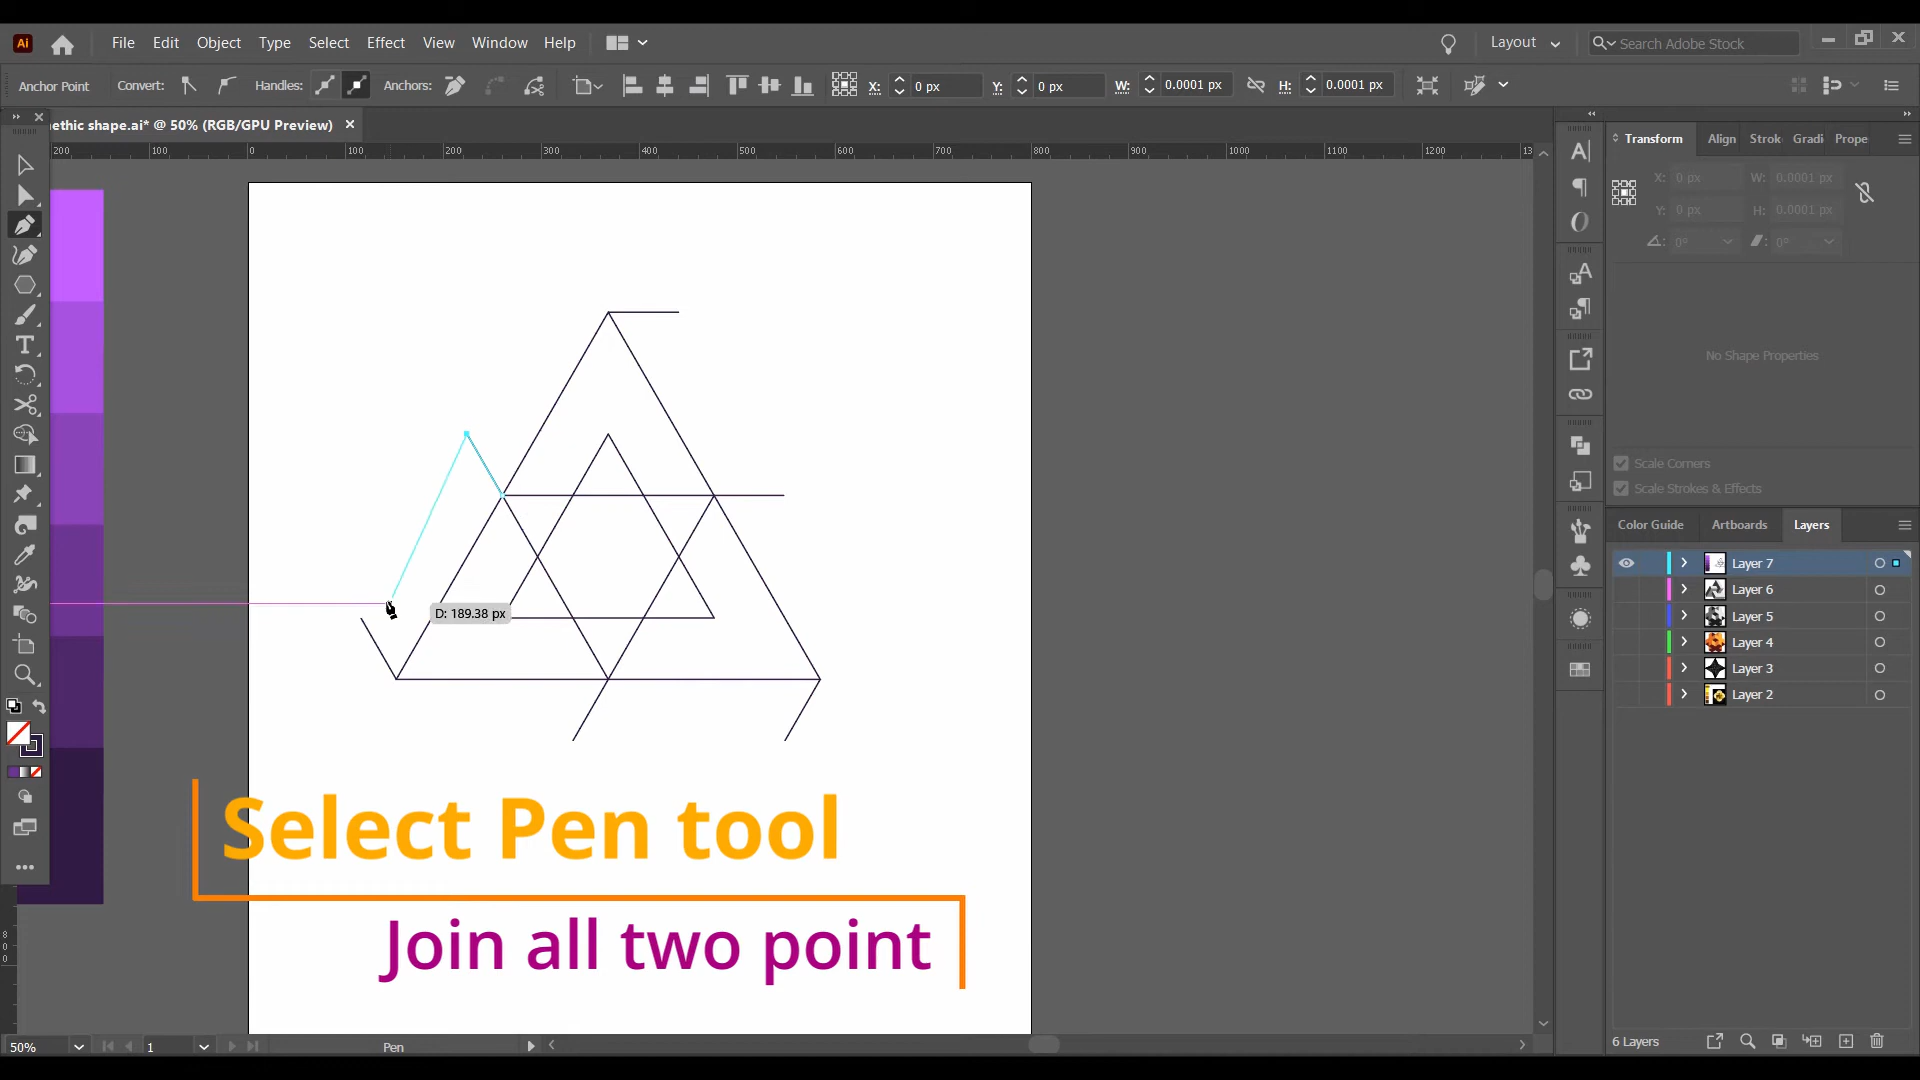 Ai File Edit Object Type Select Effect View Window Help Layout Search Adobe Stock
Anchor Point Convert: Handles: Anchors: X: 0 px Y: 0 px W: 0.0001 px H: 0.0001 px
ethic shape.ai* @ 50% (RGB/GPU Preview)
200 100 0 100 200 300 400 500 600 700 800 900 1000 1100 1200 13
Transform Align Strok Gradi Prope
X: 0 px W: 0.0001 px
Y: 0 px H: 0.0001 px
0° 0°
No Shape Properties
Scale Corners
Scale Strokes & Effects
Color Guide Artboards Layers
Layer 7
Layer 6
Layer 5
Layer 4
Layer 3
Layer 2
D: 189.38 px
Select Pen tool
Join all two point
800
50% 1 Pen
6 Layers